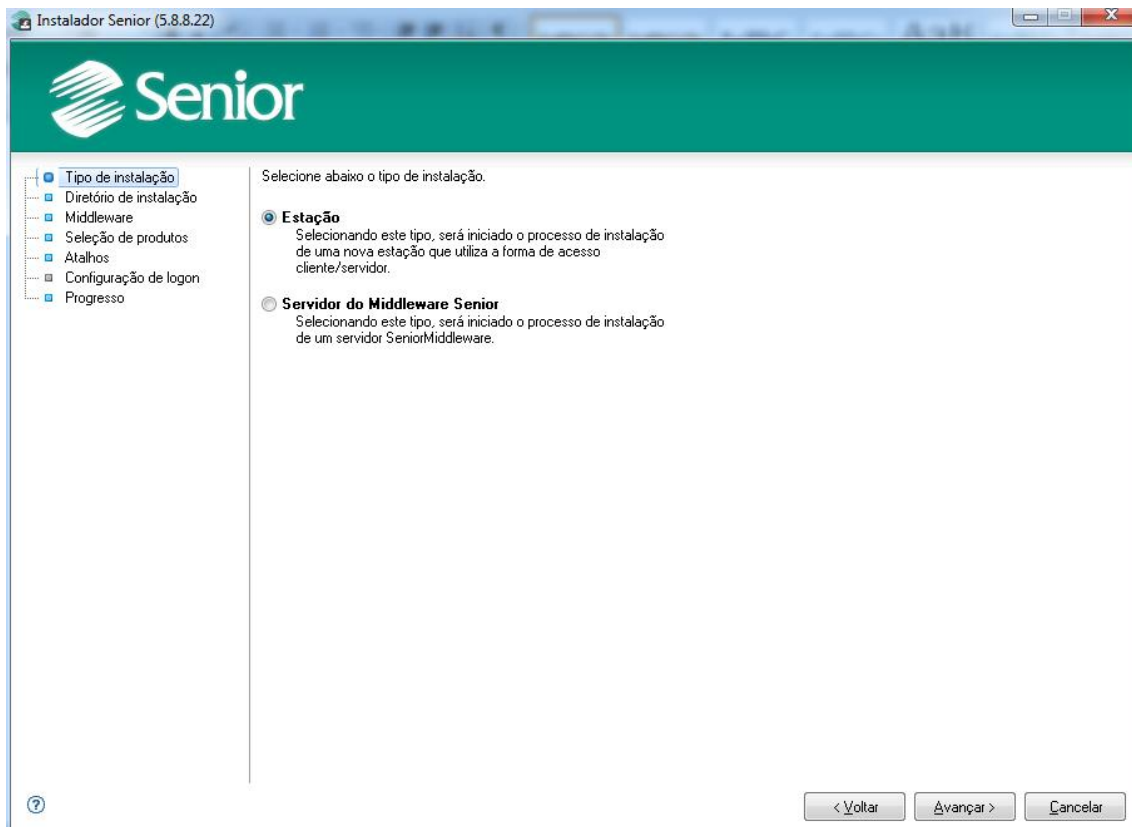 Instalador Senior (5.8.8.22)
Senior
Tipo de instalação
Diretório de instalação
Middleware
Seleção de produtos
Atalhos
Configuração de logon
Progresso
Selecione abaixo o tipo de instalação.
Estação
Selecionando este tipo, será iniciado o processo de instalação
de uma nova estação que utiliza a forma de acesso
cliente/servidor.
Servidor do Middleware Senior
Selecionando este tipo, será iniciado o processo de instalação
de um servidor SeniorMiddleware.
?
< Voltar
Avançar >
Cancelar